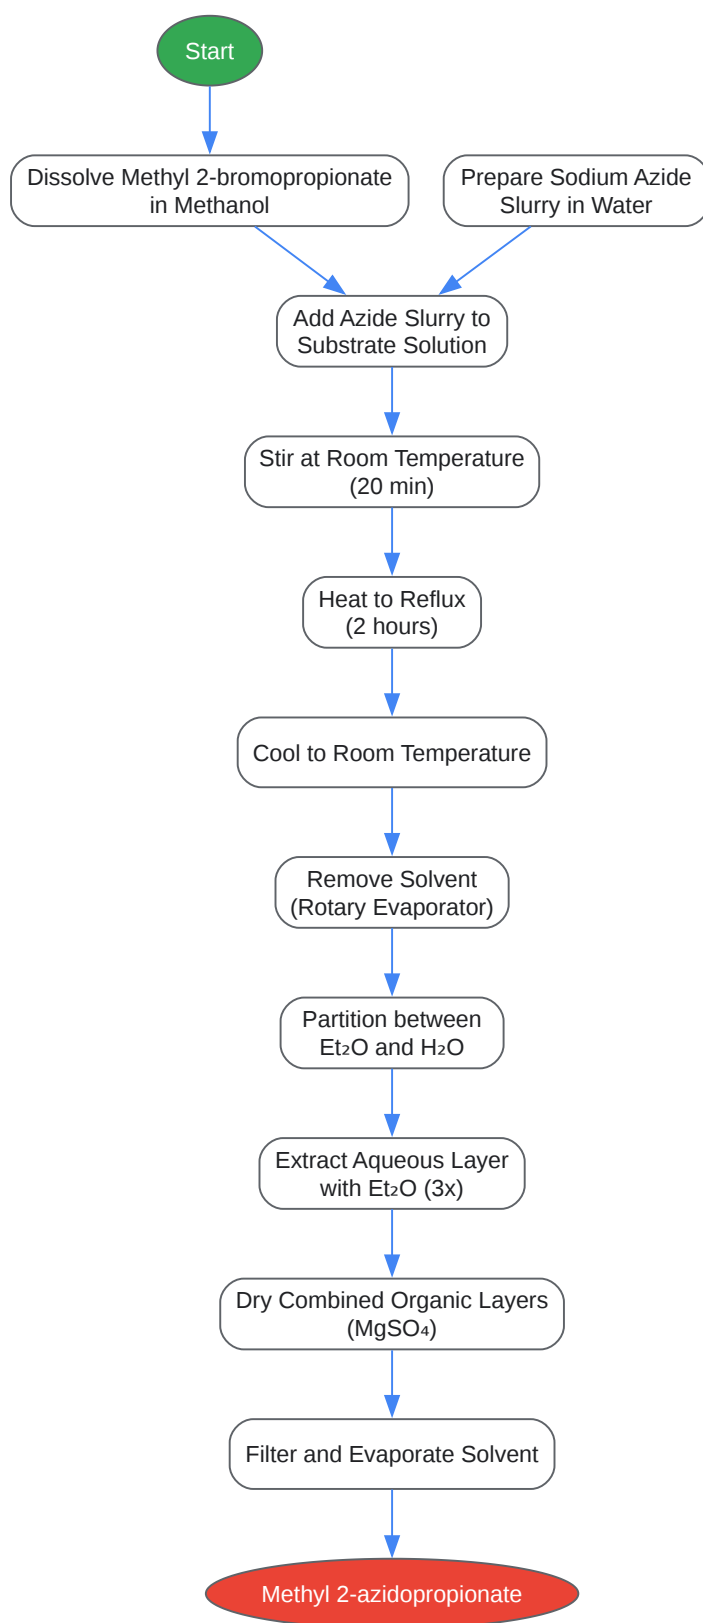 Start
Dissolve Methyl 2-bromopropionate
in Methanol
Prepare Sodium Azide
Slurry in Water
Add Azide Slurry to
Substrate Solution
Stir at Room Temperature
(20 min)
Heat to Reflux
(2 hours)
Cool to Room Temperature
Remove Solvent
(Rotary Evaporator)
Partition between
Et₂O and H₂O
Extract Aqueous Layer
with Et₂O (3x)
Dry Combined Organic Layers
(MgSO₄)
Filter and Evaporate Solvent
Methyl 2-azidopropionate